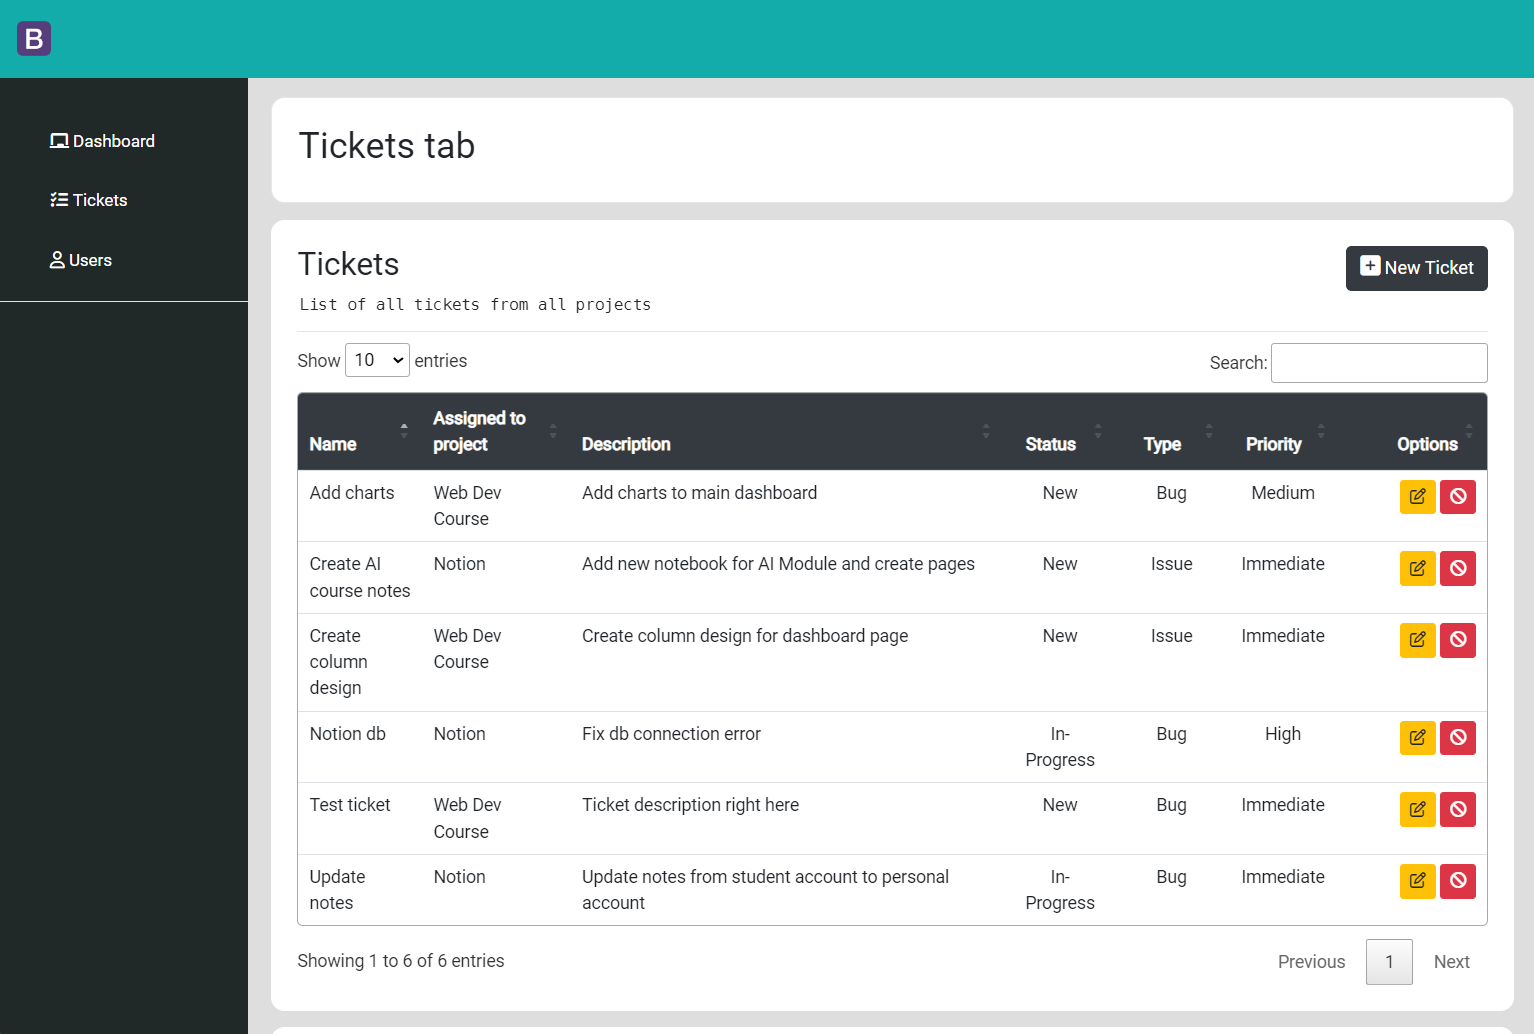 B
Dashboard
Tickets
Users
Tickets tab
Tickets
New Ticket
List of all tickets from all projects
Show 10 entries
Search:
Name Assigned to project Description Status Type Priority Options
Add charts Web Dev Course Add charts to main dashboard New Bug Medium
Create AI course notes Notion Add new notebook for AI Module and create pages New Issue Immediate
Create column design Web Dev Course Create column design for dashboard page New Issue Immediate
Notion db Notion Fix db connection error In-Progress Bug High
Test ticket Web Dev Course Ticket description right here New Bug Immediate
Update notes Notion Update notes from student account to personal account In-Progress Bug Immediate
Showing 1 to 6 of 6 entries
Previous 1 Next